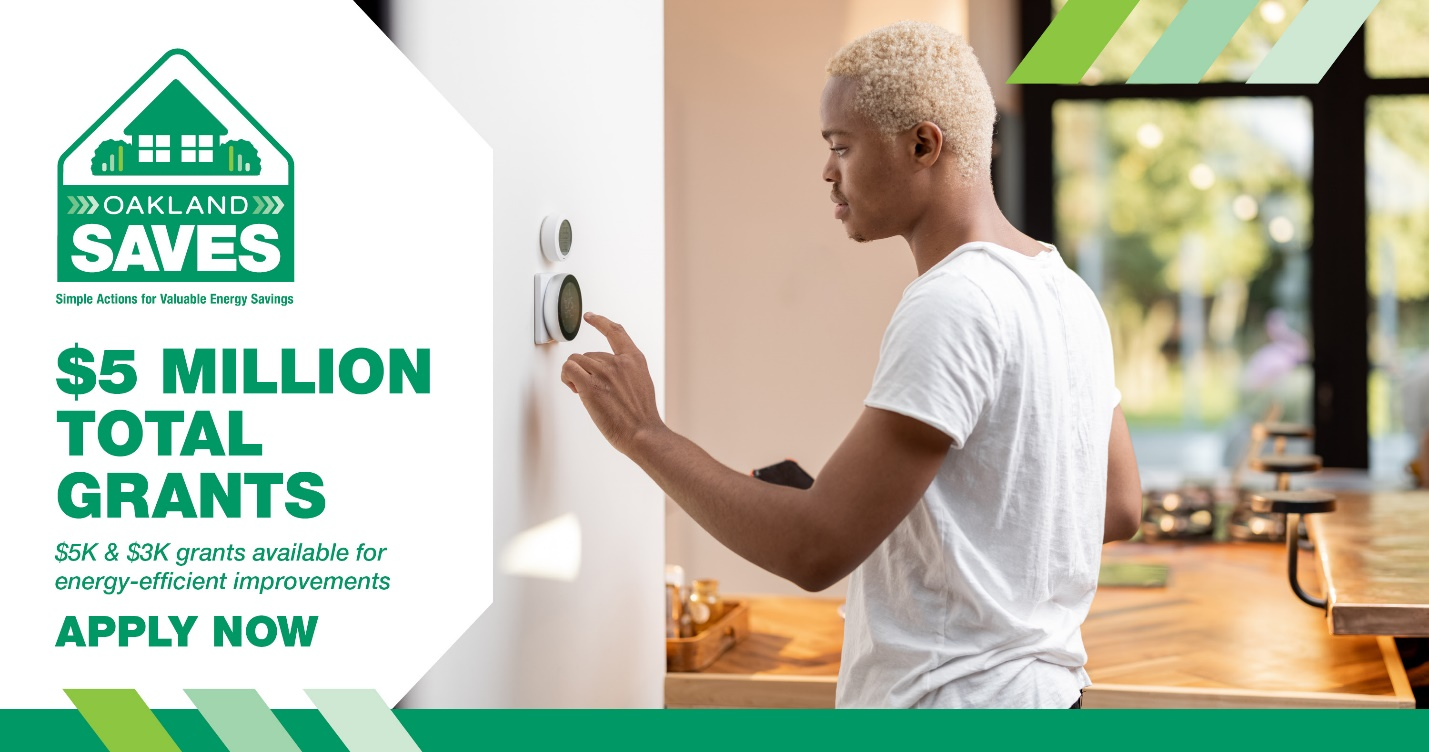 OAKLAND
SAVES
Simple Actions for Valuable Energy Savings
$5 MILLION
TOTAL
GRANTS
$5K & $3K grants available for
energy-efficient improvements
APPLY NOW